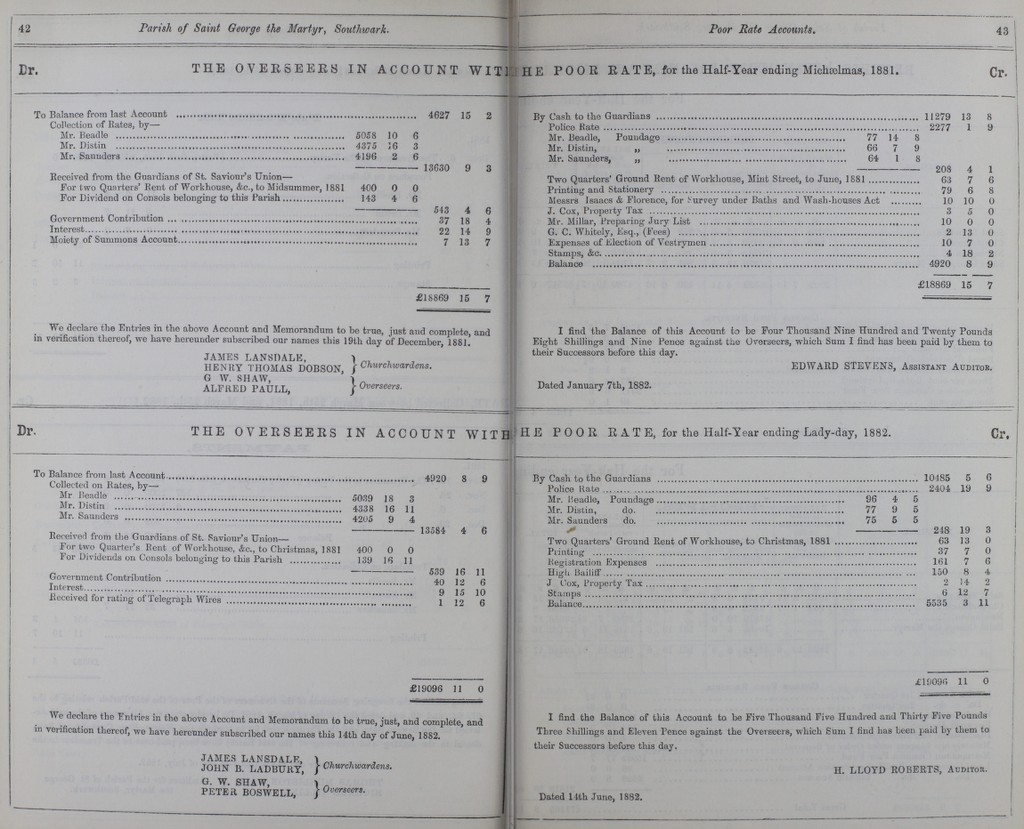 42 Parish of Saint George the Martyr, Southwark.
Dr. THE OVERSEERS IN ACCOUNT WITH
To Balance from last Account 4627 15 2
Collection of Rates, by—
Mr. Beadle 5058 10 6
Mr. Distin 4375 16 3
Mr. Saunders 4196 2 6
13630 9 3
Received from the Guardians of St. Saviour's Union—
For two Quarters' Rent of Workhouse, &c., to Midsummer, 1881 400 0 0
For Dividend on Consols belonging to this Parish 143 4 6
543 4 6
Government Contribution 37 18 4
Interest 22 14 9
Moiety of Summons Account 7 13 7
£18869 15 7
We declare the Entries in the above Account and Memorandum to be true, just and complete, and
in verification thereof, we have hereunder subscribed our names this 19th day of December, 1881.
JAMES LANSDALE,
HENRY THOMAS DOBSON, } Churchwardens.
G W. SHAW,
ALFRED PAULL, } Overseers.
Dr. THE OVERSEERS IN ACCOUNT WITH
To Balance from last Account 4920 8 9
Collected on Rates, by—
Mr Beadle 5039 18 3
Mr. Distin 4338 16 11
Mr. Saunders 4205 9 4
13584 4 6
Received from the Guardians of St. Saviour's Union—
For two Quarter's Rent of Workhouse, &c., to Christmas, 1881 400 0 0
For Dividends on Consols belonging to this Parish 139 16 11
539 16 11
Government Contribution 40 12 6
Interest 9 15 10
Received for rating of Telegraph Wires 1 12 6
£19096 11 0
We declare the Entries in the above Account and Memorandum to be true, just, and complete, and
in verification thereof, we have hereunder subscribed our names this 14th day of June, 1882.
JAMES LANSDALE,
JOHN B. LADBURY, } Churchwardens.
G. W. SHAW,
PETER BOSWELL, } Overseers.
Poor Rate Accounts. 43
HE POOR RATE, for the Half-Year ending Michœlmas, 1881. Cr.
By Cash to the Guardians 11279 13 8
Police Rate 2277 1 9
Mr. Beadle, Poundage 77 14 8
Mr. Distin, „ 66 7 9
Mr. Saunders, „ 64 1 8
208 4 1
Two Quarters' Ground Rent of Workhouse, Mint Street, to June, 1881 63 7 6
Printing and Stationery 79 6 8
Messrs Isaacs & Florence, for Survey under Baths and Wash-houses Act 10 10 0
J. Cox, Property Tax 3 5 0
Mr. Millar, Preparing Jury List 10 0 0
G. C. Whitely, Esq., (Fees) 2 13 0
Expenses of Election of Vestrymen 10 7 0
Stamps, &c. 4 18 2
Balance 4920 8 9
£18869 15 7
I find the Balance of this Account to be Four Thousand Nine Hundred and Twenty Pounds
Eight Shillings and Nine Pence against the Overseers, which Sum I find has been paid by them to
their Successors before this day.
EDWARD STEVENS, ASSISTANT AUDITOR.
Dated January 7th, 1882.
HE POOR RATE, for the Half-Year ending Lady-day, 1882. Cr.
By Cash to the Guardians 10485 5 6
Police Rate 2404 19 9
Mr. Beadle, Poundage 96 4 5
Mr. Distin, do. 77 9 5
Mr. Saunders do. 75 5 5
248 19 3
Two Quarters' Ground Rent of Workhouse, to Christmas, 1881 63 13 0
Printing 37 7 0
Registration Expenses 161 7 6
High Bailiff 150 8 4
J Cox, Property Tax 2 14 2
Stamps 6 12 7
Balance 5535 3 11
£19096 11 0
I find the Balance of this Account to be Five Thousand Five Hundred and Thirty Five Pounds
Three Shillings and Eleven Pence against the Overseers, which Sum I find has been paid by them to
their Successors before this day.
H. LLOYD ROBERTS, AUDITOR.
Dated 14th June, 1882.